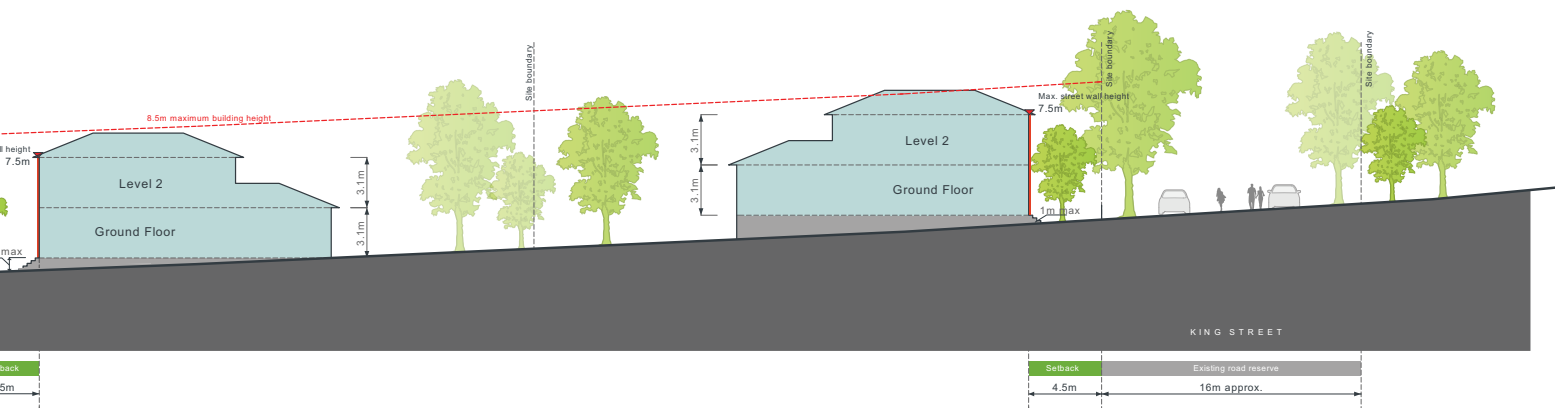 Site boundary
Site boundary
Site boundary
8.5m maximum building height
Max. street wall height
7.5m
ll height
7.5m
Level 2
3.1m
Ground Floor
3.1m
max
3.1m
Level 2
3.1m
Ground Floor
1m max
KING STREET
back
5m
Setback
Existing road reserve
4.5m
16m approx.